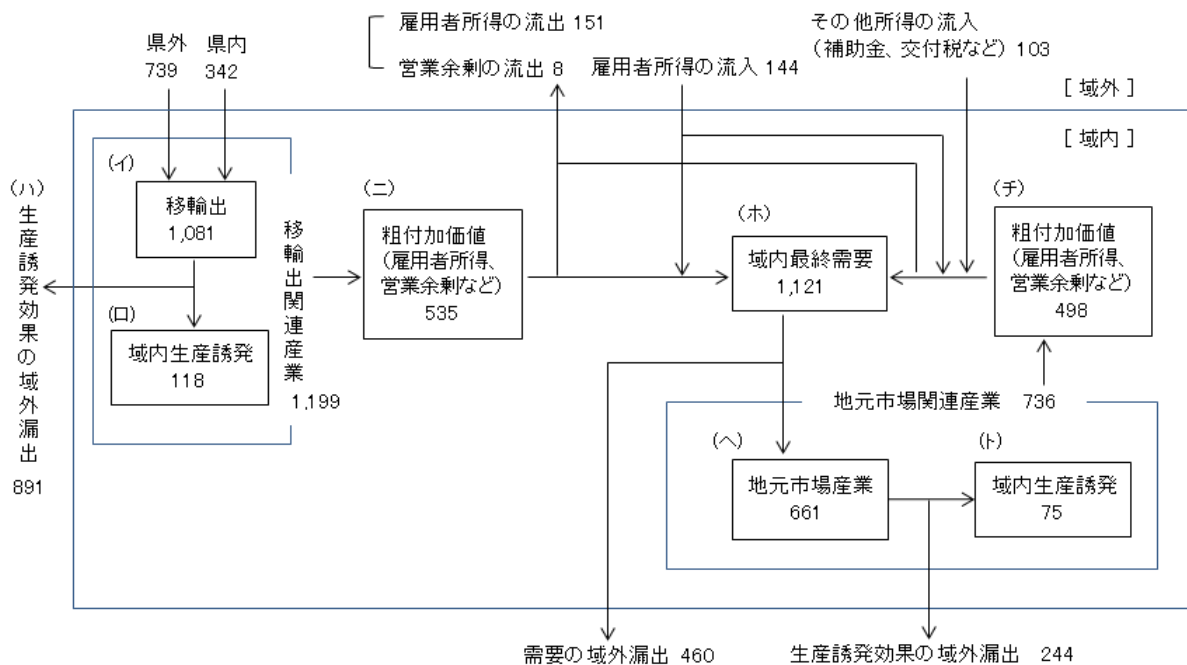 県外
739
県内
342
雇用者所得の流出 151
営業余剰の流出 8
雇用者所得の流入 144
その他所得の流入
(補助金、交付税など) 103
[ 域外 ]
[ 域内 ]
(イ)
移輸出
1,081
(ロ)
域内生産誘発
118
移輸出関連産業
1,199
(ハ)
生産誘発効果の域外漏出
891
(ニ)
粗付加価値
(雇用者所得、
営業余剰など)
535
(ホ)
域内最終需要
1,121
(チ)
粗付加価値
(雇用者所得、
営業余剰など)
498
地元市場関連産業 736
(ヘ)
地元市場産業
661
(ト)
域内生産誘発
75
需要の域外漏出 460
生産誘発効果の域外漏出 244